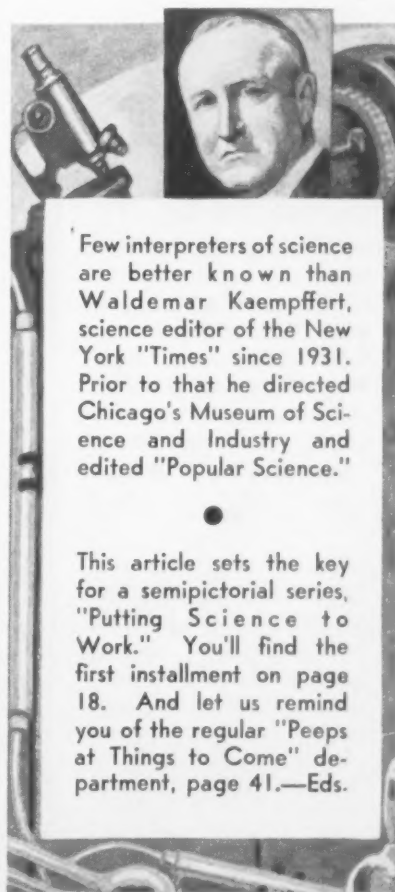 Few interpreters of science
are better known than
Waldemar Kaempffert,
science editor of the New
York "Times" since 1931.
Prior to that he directed
Chicago's Museum of Sci-
ence and Industry and
edited "Popular Science."
This article sets the key
for a semipictorial series,
"Putting Science to
Work." You'll find the
first installment on page
18. And let us remind
you of the regular "Peeps
at Things to Come" de-
partment, page 41.—Eds.